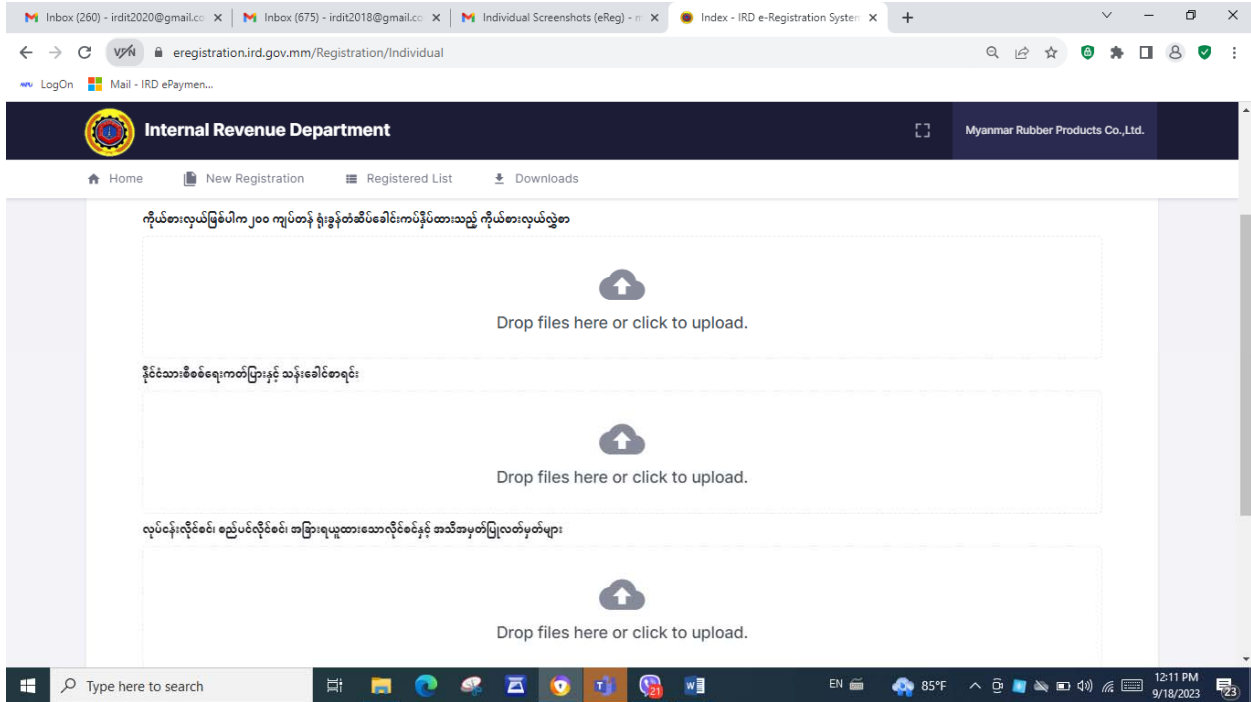 Inbox (260) - irdit2020@gmail.co
Inbox (675) - irdit2018@gmail.co
Individual Screenshots (eReg) - m
Index - IRD e-Registration System
VPN
eregistration.ird.gov.mm/Registration/Individual
LogOn
Mail - IRD ePaymen...
Internal Revenue Department
Myanmar Rubber Products Co.,Ltd.
Home
New Registration
Registered List
Downloads
ကိုယ်စားလှယ်ဖြစ်ပါက ၂၀၀ ကျပ်တန် ရုံးခွန်တံဆိပ်ခေါင်းကပ်နှိပ်ထားသည့် ကိုယ်စားလှယ်လွှဲစာ
Drop files here or click to upload.
နိုင်ငံသားစိစစ်ရေးကတ်ပြားနှင့် သန်းခေါင်စာရင်း
Drop files here or click to upload.
လုပ်ငန်းလိုင်စင်၊ စည်ပင်လိုင်စင်၊ အခြားရယူထားသောလိုင်စင်နှင့် အသိအမှတ်ပြုလတ်မှတ်များ
Drop files here or click to upload.
Type here to search
21
EN
85°F
12:11 PM
9/18/2023
23